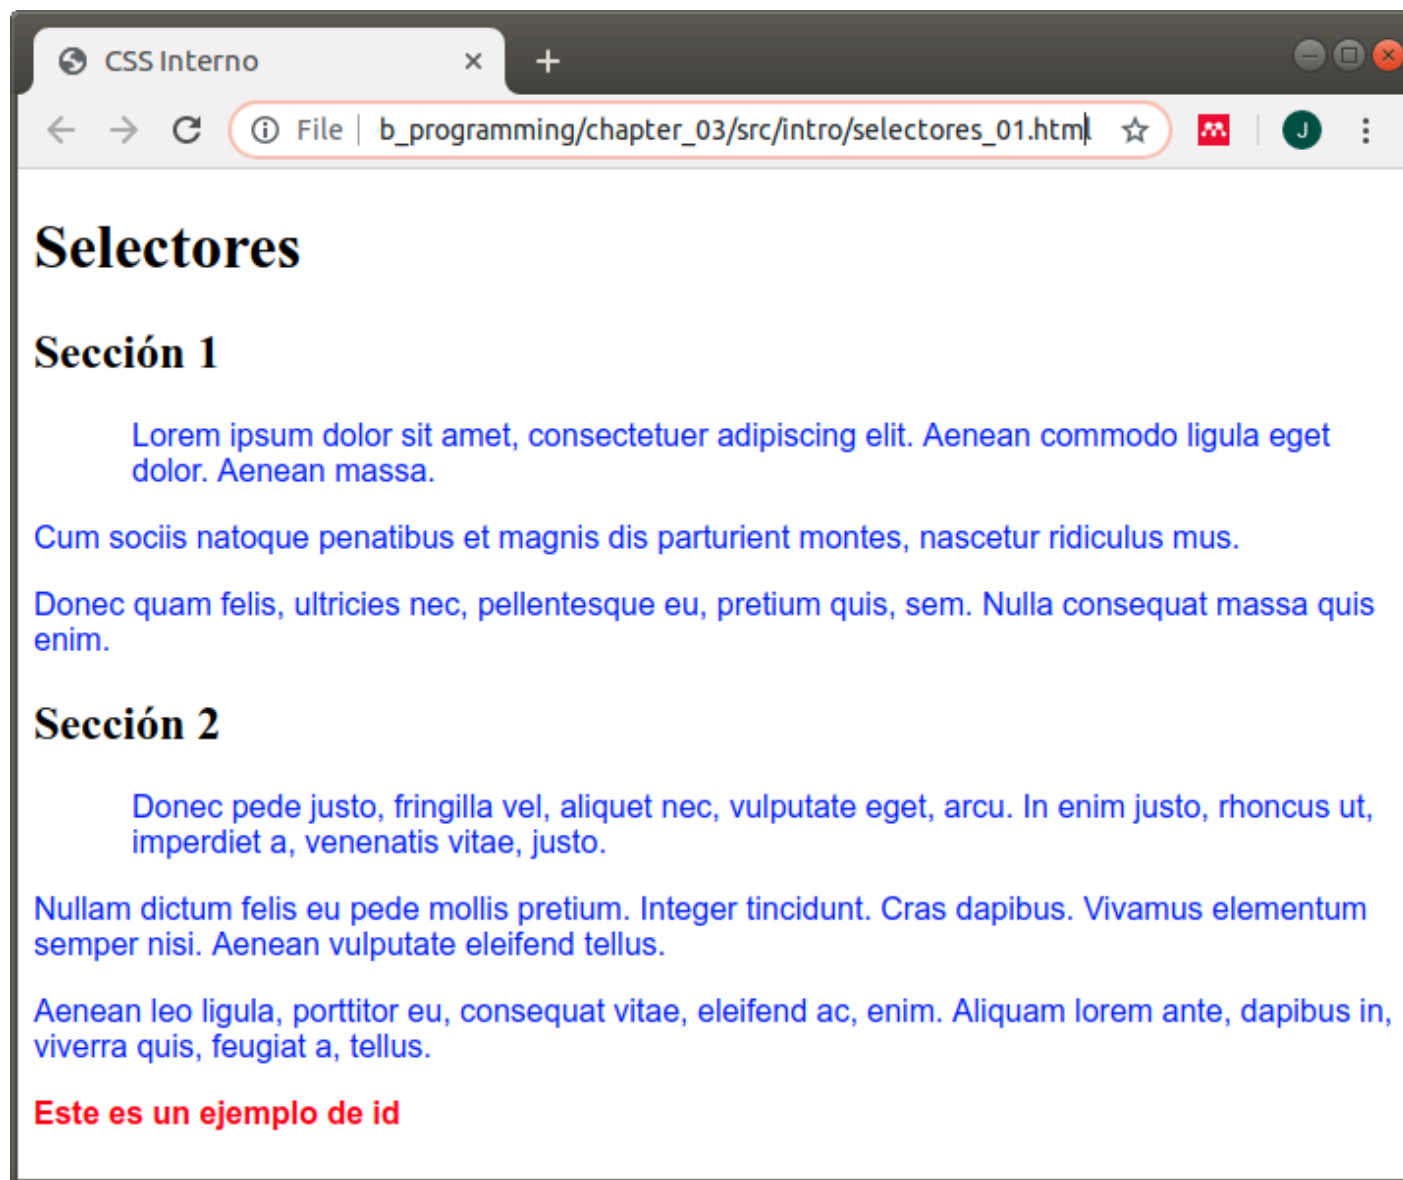 CSS Interno
File b_programming/chapter_03/src/intro/selectores_01.html
J
Selectores
Sección 1
Lorem ipsum dolor sit amet, consectetuer adipiscing elit. Aenean commodo ligula eget
dolor. Aenean massa.
Cum sociis natoque penatibus et magnis dis parturient montes, nascetur ridiculus mus.
Donec quam felis, ultricies nec, pellentesque eu, pretium quis, sem. Nulla consequat massa quis
enim.
Sección 2
Donec pede justo, fringilla vel, aliquet nec, vulputate eget, arcu. In enim justo, rhoncus ut,
imperdiet a, venenatis vitae, justo.
Nullam dictum felis eu pede mollis pretium. Integer tincidunt. Cras dapibus. Vivamus elementum
semper nisi. Aenean vulputate eleifend tellus.
Aenean leo ligula, porttitor eu, consequat vitae, eleifend ac, enim. Aliquam lorem ante, dapibus in,
viverra quis, feugiat a, tellus.
Este es un ejemplo de id